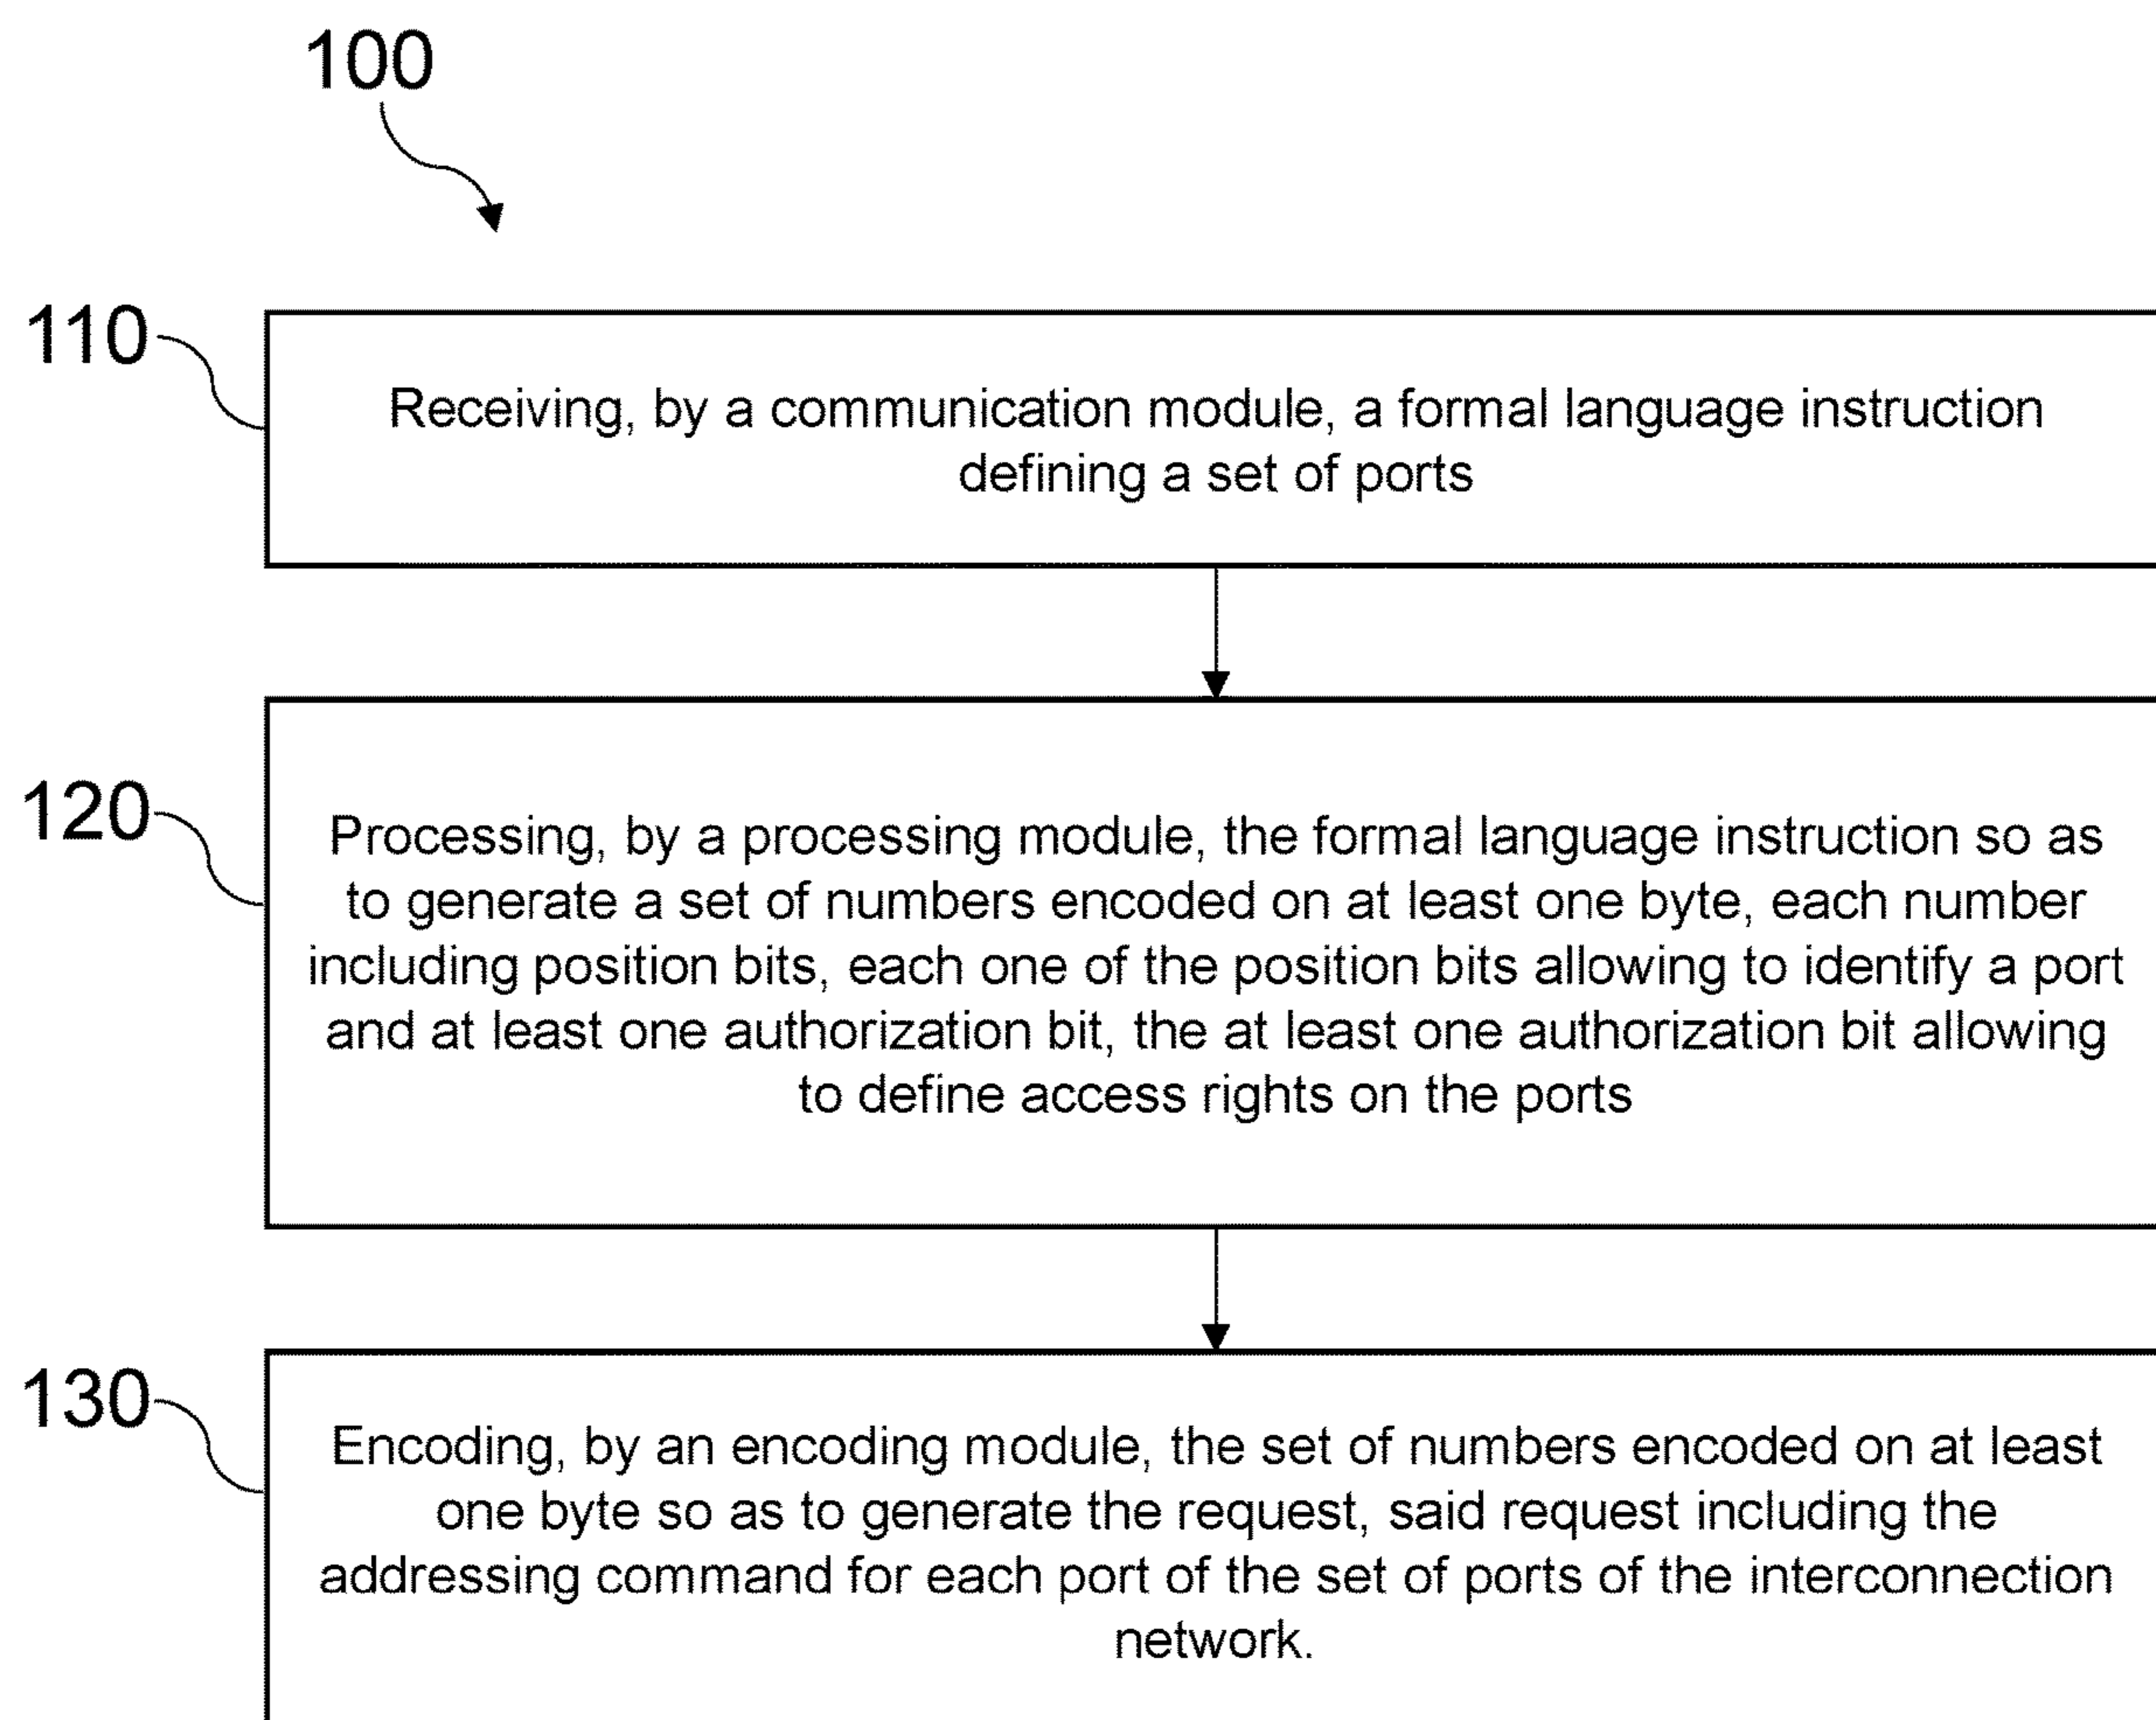 100
110
Receiving, by a communication module, a formal language instruction
defining a set of ports
120
Processing, by a processing module, the formal language instruction so as
to generate a set of numbers encoded on at least one byte, each number
including position bits, each one of the position bits allowing to identify a port
and at least one authorization bit, the at least one authorization bit allowing
to define access rights on the ports
130
Encoding, by an encoding module, the set of numbers encoded on at least
one byte so as to generate the request, said request including the
addressing command for each port of the set of ports of the interconnection
network.